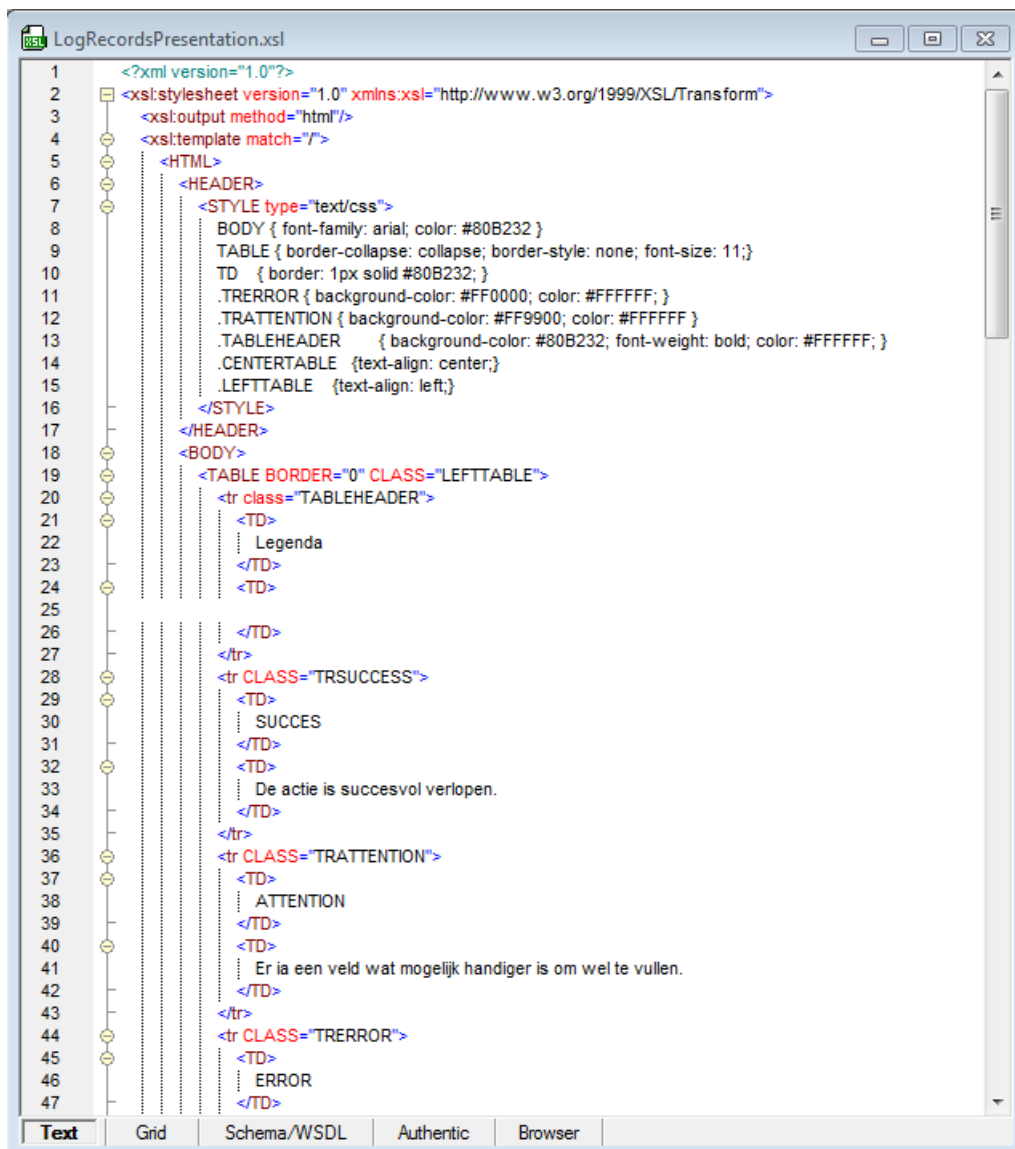 LogRecordsPresentation.xsl
1 <?xml version="1.0"?>
2 <xsl:stylesheet version="1.0" xmlns:xsl="http://www.w3.org/1999/XSL/Transform">
3 <xsl:output method="html"/>
4 <xsl:template match="/">
5 <HTML>
6 <HEADER>
7 <STYLE type="text/css">
8 BODY { font-family: arial; color: #80B232 }
9 TABLE { border-collapse: collapse; border-style: none; font-size: 11;}
10 TD { border: 1px solid #80B232; }
11 .TRERROR { background-color: #FF0000; color: #FFFFFF; }
12 .TRATTENTION { background-color: #FF9900; color: #FFFFFF }
13 .TABLEHEADER { background-color: #80B232; font-weight: bold; color: #FFFFFF; }
14 .CENTERTABLE {text-align: center;}
15 .LEFTTABLE {text-align: left;}
16 </STYLE>
17 </HEADER>
18 <BODY>
19 <TABLE BORDER="0" CLASS="LEFTTABLE">
20 <tr class="TABLEHEADER">
21 <TD>
22 Legenda
23 </TD>
24 <TD>
25
26 </TD>
27 </tr>
28 <tr CLASS="TRSUCCESS">
29 <TD>
30 SUCCES
31 </TD>
32 <TD>
33 De actie is succesvol verlopen.
34 </TD>
35 </tr>
36 <tr CLASS="TRATTENTION">
37 <TD>
38 ATTENTION
39 </TD>
40 <TD>
41 Er ia een veld wat mogelijk handiger is om wel te vullen.
42 </TD>
43 </tr>
44 <tr CLASS="TRERROR">
45 <TD>
46 ERROR
47 </TD>
Text Grid Schema/WSDL Authentic Browser